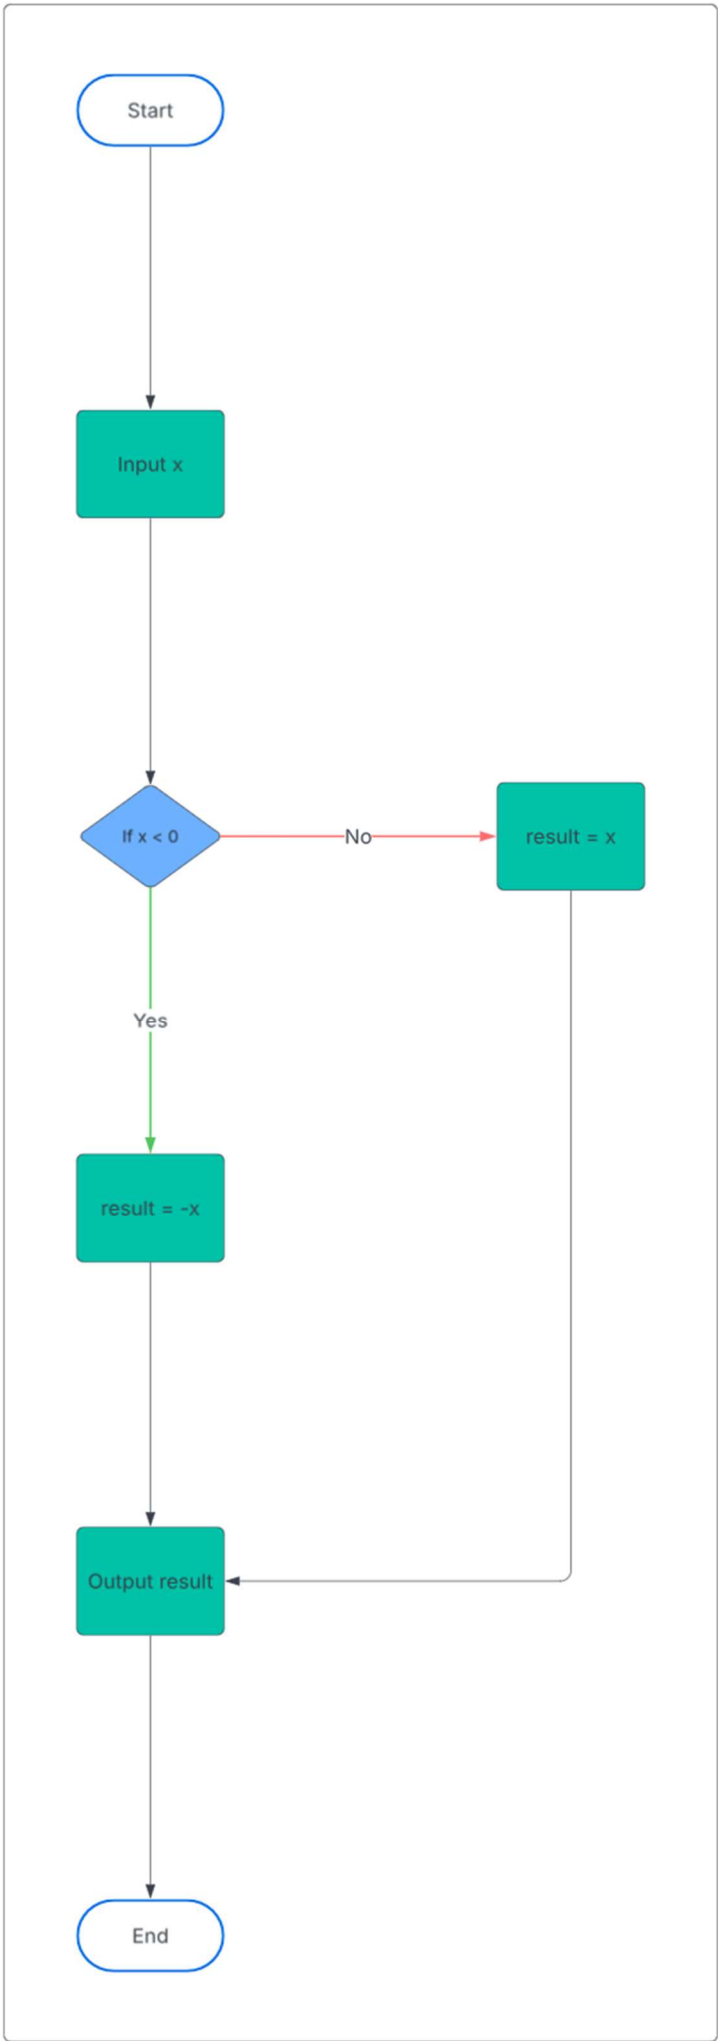 Start
Input x
If x < 0
No
result = x
Yes
result = -x
Output result
End